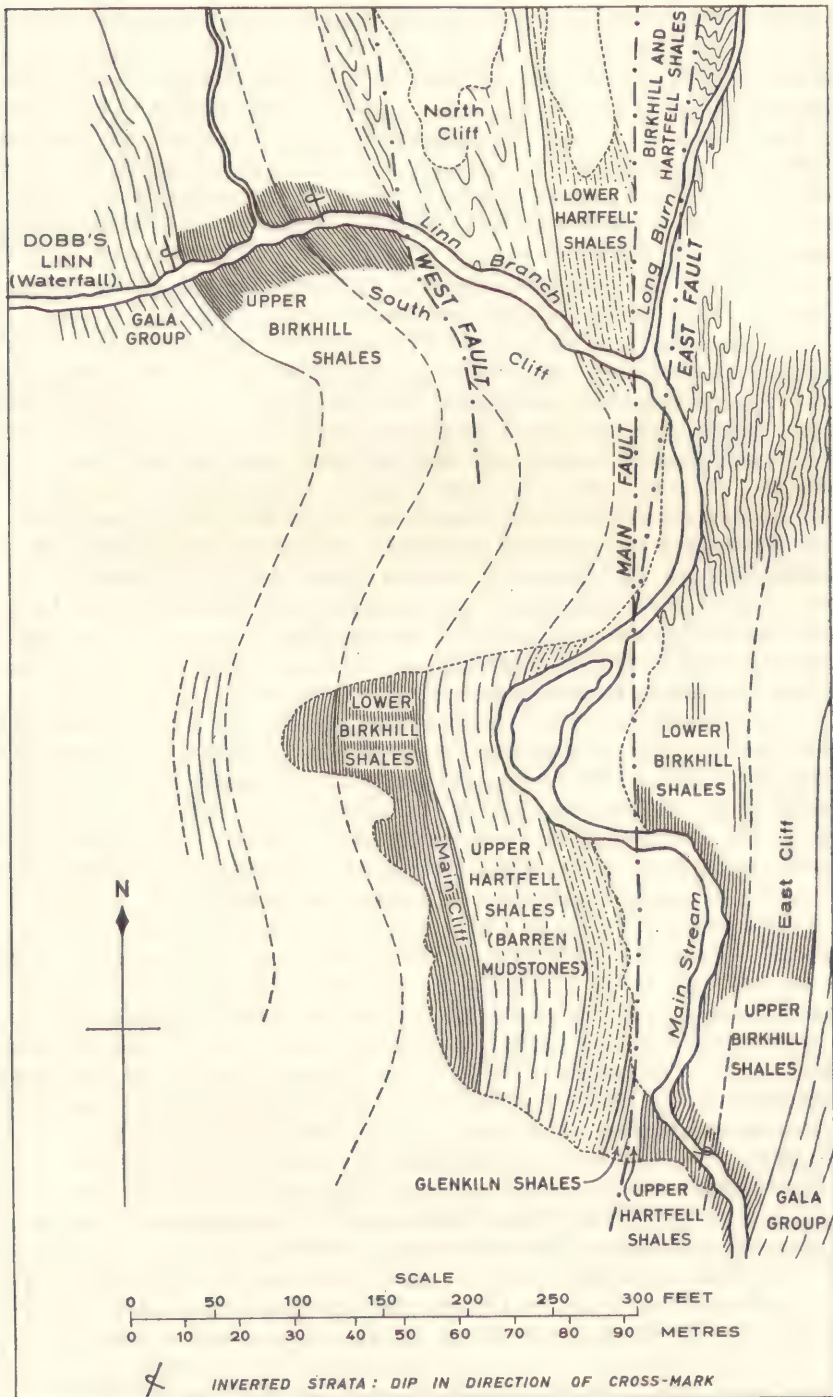 North
Cliff
BIRKHILL AND
HARTFELL SHALES
LOWER
HARTFELL
SHALES
Long Burn
EAST FAULT
DOBB'S
LINN
(Waterfall)
Linn
Branch
GALA
GROUP
UPPER
BIRKHILL
SHALES
South
Cliff
WEST FAULT
MAIN FAULT
LOWER
BIRKHILL
SHALES
LOWER
BIRKHILL
SHALES
Main Cliff
UPPER
HARTFELL
SHALES
(BARREN
MUDSTONES)
East Cliff
N
Main Stream
UPPER
BIRKHILL
SHALES
GLENKILN SHALES
UPPER
HARTFELL
SHALES
GALA
GROUP
SCALE
0 50 100 150 200 250 300 FEET
0 10 20 30 40 50 60 70 80 90 METRES
INVERTED STRATA: DIP IN DIRECTION OF CROSS-MARK